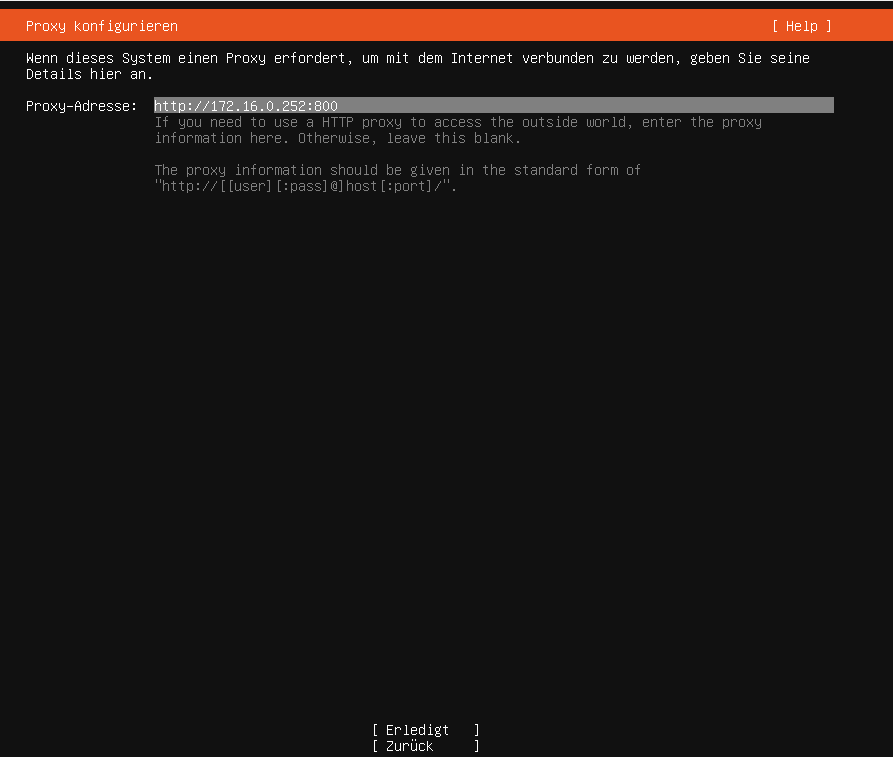 Proxy konfigurieren [ Help ]
Wenn dieses System einen Proxy erfordert, um mit dem Internet verbunden zu werden, geben Sie seine
Details hier an.
Proxy-Adresse: http://172.16.0.252:800
If you need to use a HTTP proxy to access the outside world, enter the proxy
information here. Otherwise, leave this blank.
The proxy information should be given in the standard form of
"http://[[user][:pass]@]host[:port]/".
[ Erledigt ]
[ Zurück ]